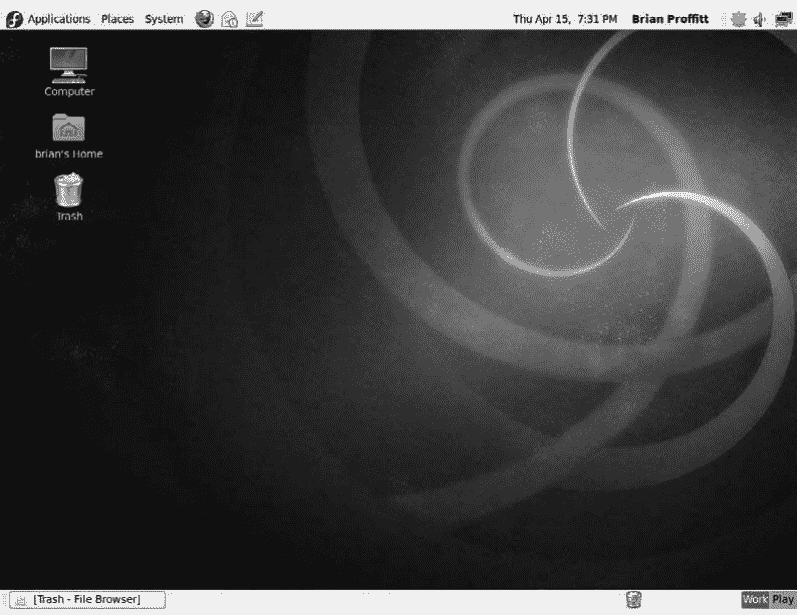 Applications Places System Thu Apr 15, 7:31 PM Brian Proffitt
Computer
brian's Home
Trash
[Trash - File Browser] Work Play